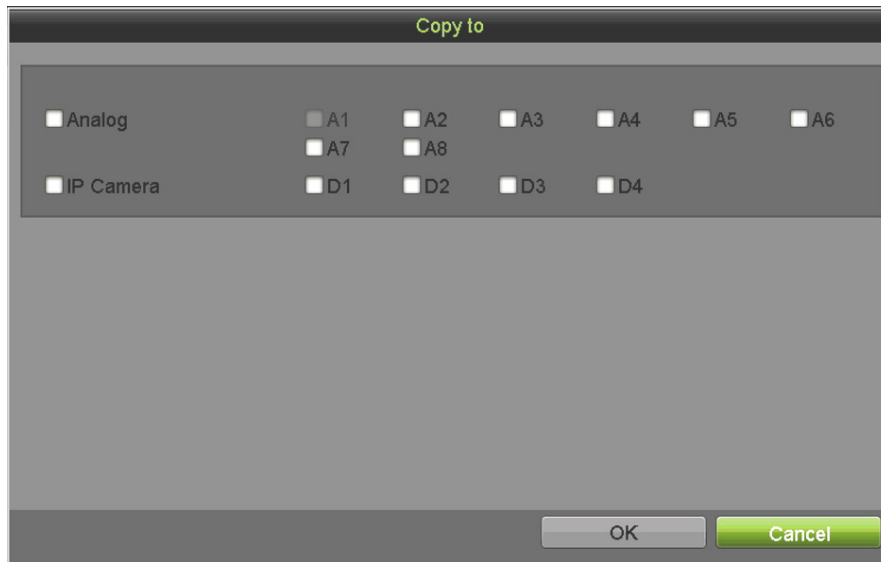 Copy to
Analog A1 A2 A3 A4 A5 A6
A7 A8
IP Camera D1 D2 D3 D4
OK Cancel